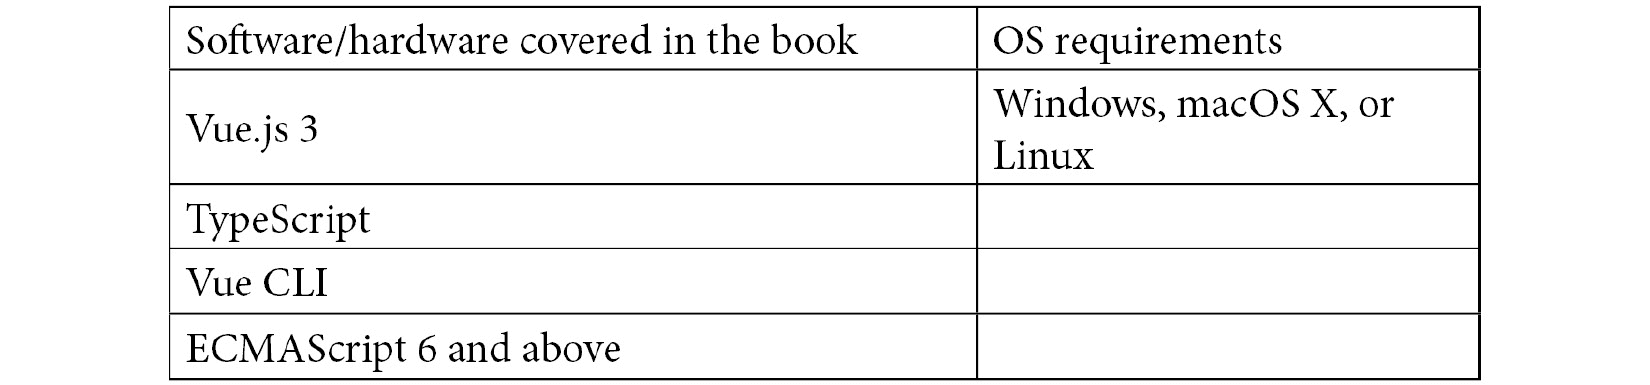 Software/hardware covered in the book
OS requirements
Vue.js 3
Windows, macOS X, or
Linux
TypeScript
Vue CLI
ECMAScript 6 and above